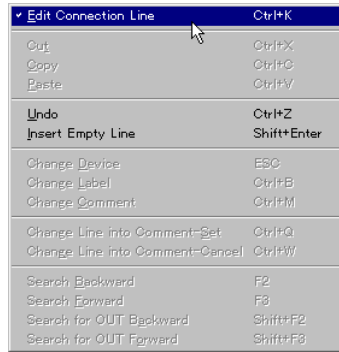 Edit Connection Line Ctrl+K
Cut Ctrl+X
Copy Ctrl+C
Paste Ctrl+V
Undo Ctrl+Z
Insert Empty Line Shift+Enter
Change Device ESC
Change Label Ctrl+B
Change Comment Ctrl+M
Change Line into Comment-Set Ctrl+Q
Change Line into Comment-Cancel Ctrl+W
Search Backward F2
Search Forward F3
Search for OUT Backward Shift+F2
Search for OUT Forward Shift+F3